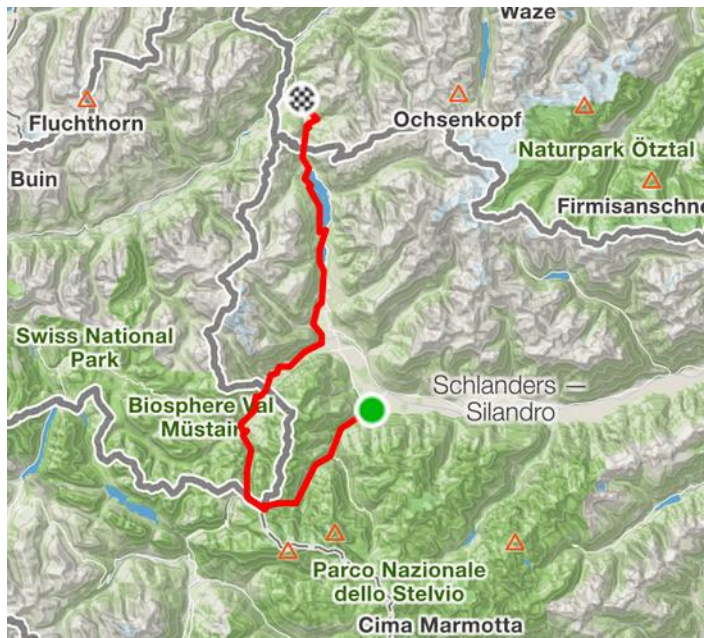 Waze
Fluchthorn
Ochsenkopf
Naturpark Ötztal
Buin
Firmisanschne
Swiss National
Park
Schlanders —
Silandro
Biosphere Val
Müstair
Parco Nazionale
dello Stelvio
Cima Marmotta